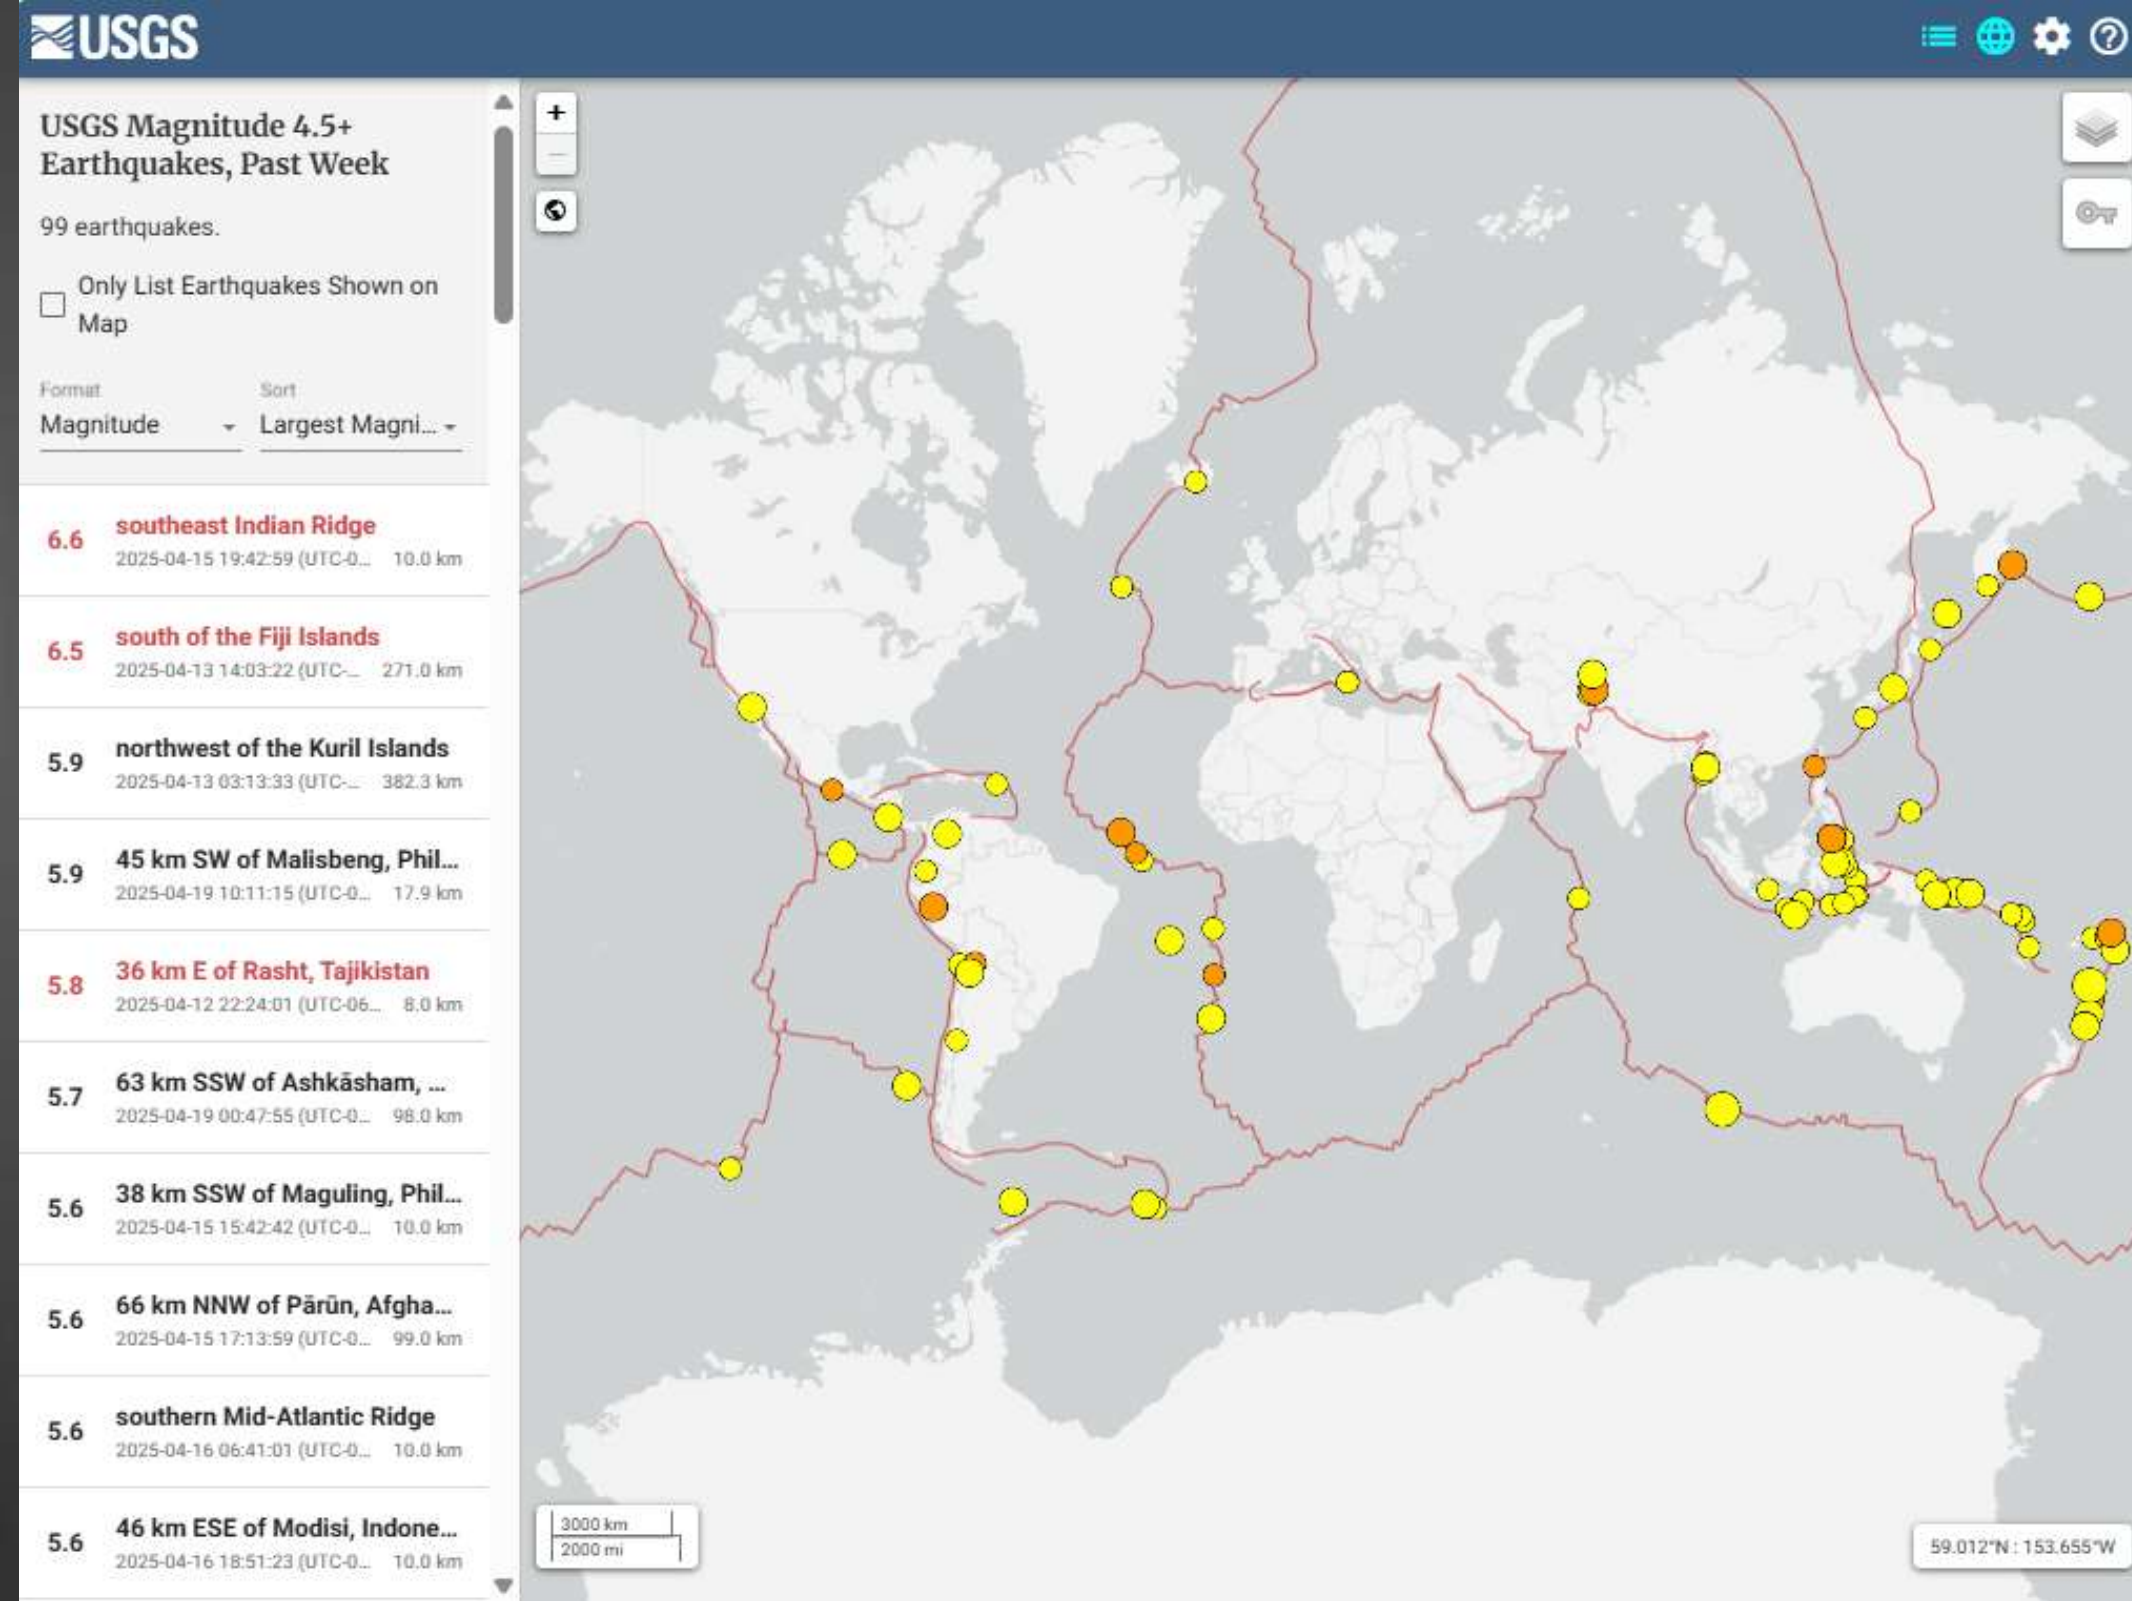 USGS
USGS Magnitude 4.5+
Earthquakes, Past Week
99 earthquakes.
Only List Earthquakes Shown on
Map
Format
Sort
Magnitude
Largest Magni...
6.6
southeast Indian Ridge
2025-04-15 19:42:59 (UTC-0... 10.0 km
6.5
south of the Fiji Islands
2025-04-13 14:03:22 (UTC-... 271.0 km
5.9
northwest of the Kuril Islands
2025-04-13 03:13:33 (UTC-... 382.3 km
5.9
45 km SW of Malisbeng, Phil...
2025-04-19 10:11:15 (UTC-0... 17.9 km
5.8
36 km E of Rasht, Tajikistan
2025-04-12 22:24:01 (UTC-06... 8.0 km
5.7
63 km SSW of Ashkāsham, ...
2025-04-19 00:47:55 (UTC-0... 98.0 km
5.6
38 km SSW of Maguling, Phil...
2025-04-15 15:42:42 (UTC-0... 10.0 km
5.6
66 km NNW of Pārūn, Afgha...
2025-04-15 17:13:59 (UTC-0... 99.0 km
5.6
southern Mid-Atlantic Ridge
2025-04-16 06:41:01 (UTC-0... 10.0 km
5.6
46 km ESE of Modisi, Indone...
2025-04-16 18:51:23 (UTC-0... 10.0 km
3000 km
2000 mi
59.012°N : 153.655°W